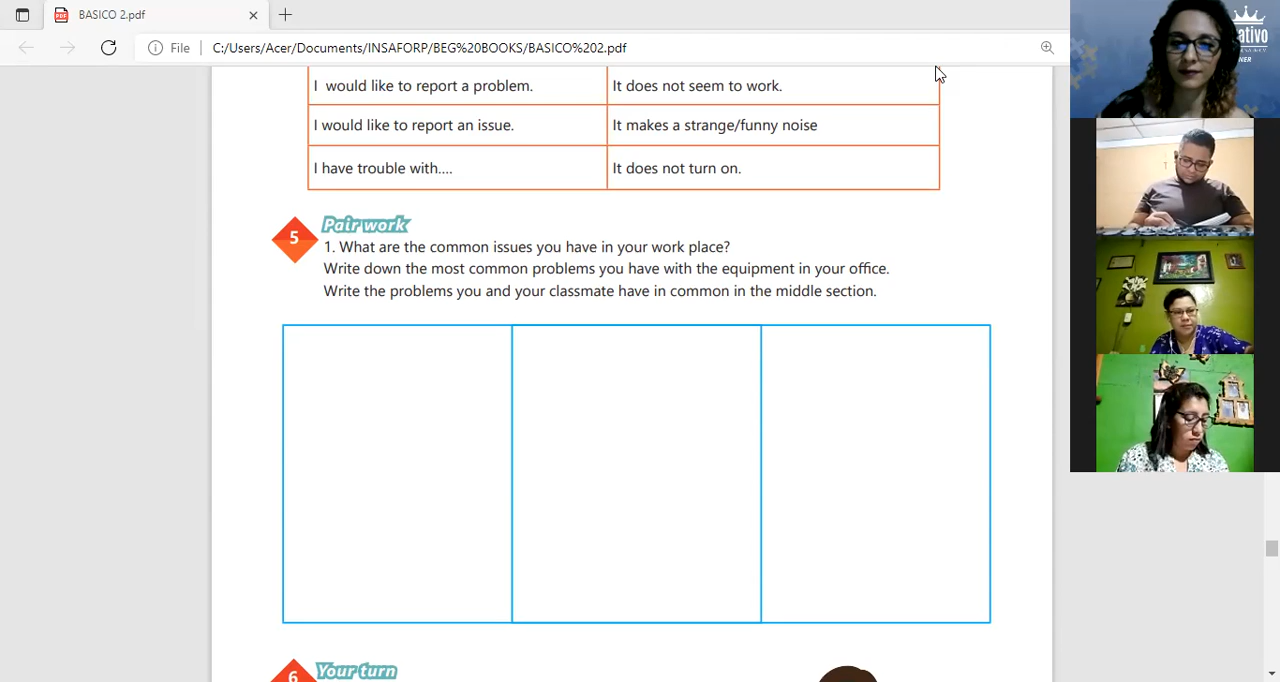 BASICO 2.pdf
File
C:/Users/Acer/Documents/INSAFORP/BEG%20BOOKS/BASICO%202.pdf
ativo
NER
I would like to report a problem.
It does not seem to work.
I would like to report an issue.
It makes a strange/funny noise
I have trouble with....
It does not turn on.
5
Pair work
1. What are the common issues you have in your work place?
Write down the most common problems you have with the equipment in your office.
Write the problems you and your classmate have in common in the middle section.
6
Your turn